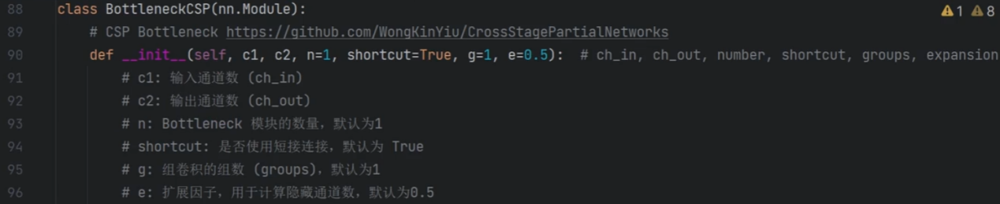 88 class BottleneckCSP(nn.Module): 1 8
89 # CSP Bottleneck https://github.com/WongKinYiu/CrossStagePartialNetworks
90 def __init__(self, c1, c2, n=1, shortcut=True, g=1, e=0.5): # ch_in, ch_out, number, shortcut, groups, expansion
91 # c1: 输入通道数 (ch_in)
92 # c2: 输出通道数 (ch_out)
93 # n: Bottleneck 模块的数量，默认为1
94 # shortcut: 是否使用短接连接，默认为 True
95 # g: 组卷积的组数 (groups)，默认为1
96 # e: 扩展因子，用于计算隐藏通道数，默认为0.5